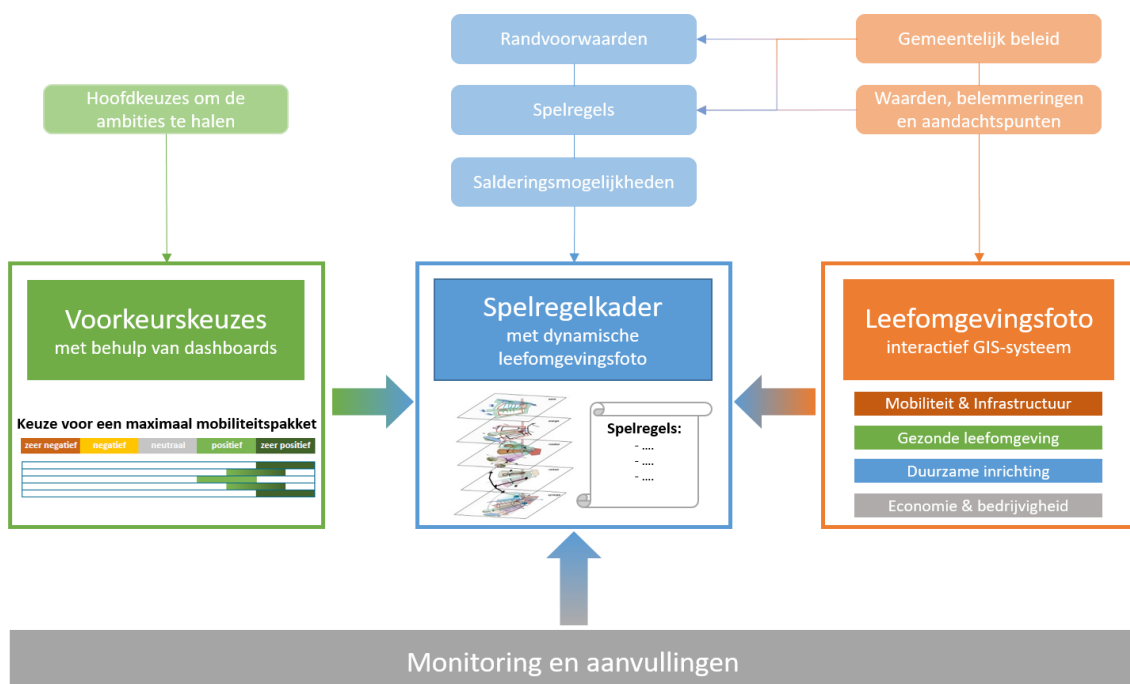 Randvoorwaarden
Gemeentelijk beleid
Hoofdkeuzes om de
ambities te halen
Spelregels
Waarden, belemmeringen
en aandachtspunten
Salderingsmogelijkheden
Voorkeurskeuzes
met behulp van dashboards
Keuze voor een maximaal mobiliteitspakket
zeer negatief negatief neutraal positief zeer positief
Spelregelkader
met dynamische
leefomgevingsfoto
Spelregels:
- ....
- ....
- ....
Leefomgevingsfoto
interactief GIS-systeem
Mobiliteit & Infrastructuur
Gezonde leefomgeving
Duurzame inrichting
Economie & bedrijvigheid
Monitoring en aanvullingen